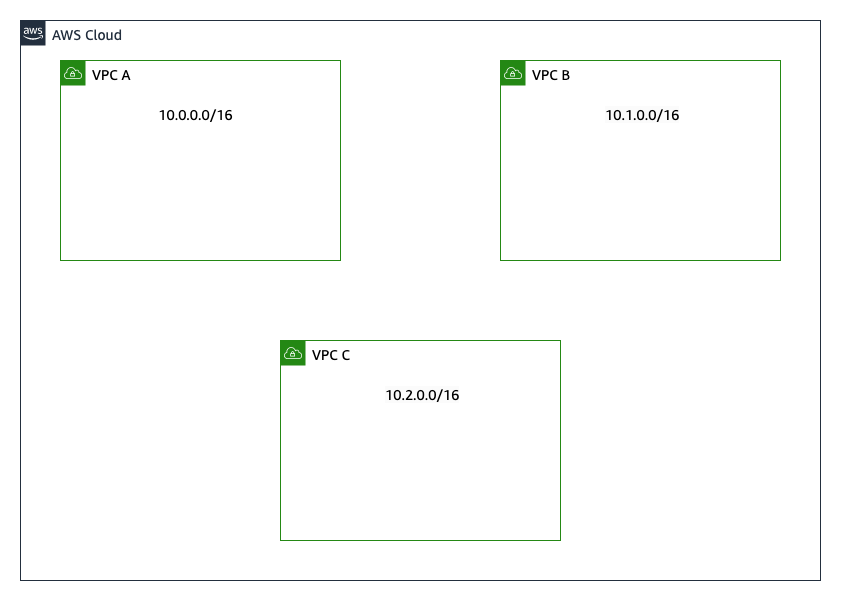 aws
AWS Cloud
VPC A
10.0.0.0/16
VPC B
10.1.0.0/16
VPC C
10.2.0.0/16